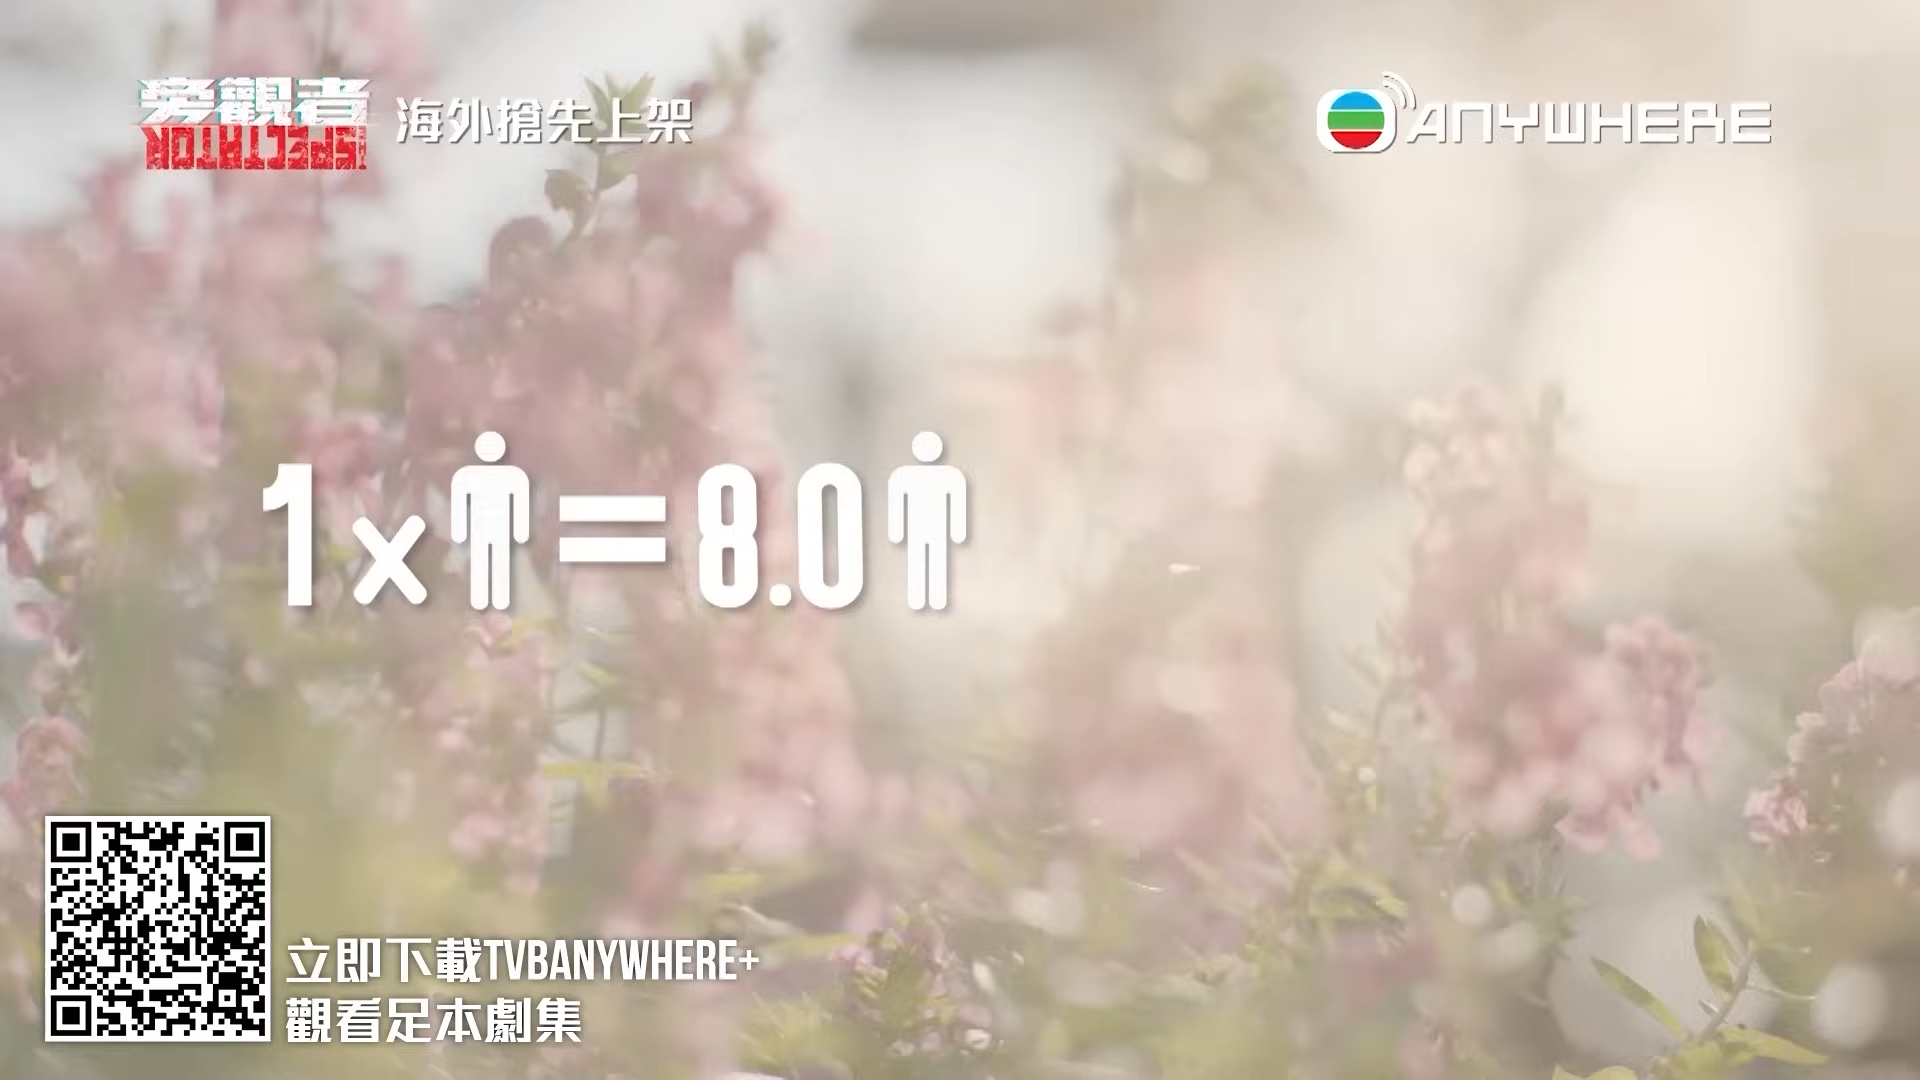 旁觀者
SPECTATOR
海外搶先上架
ANYWHERE
1×=8.0
立即下載TVBANYWHERE+
觀看足本劇集